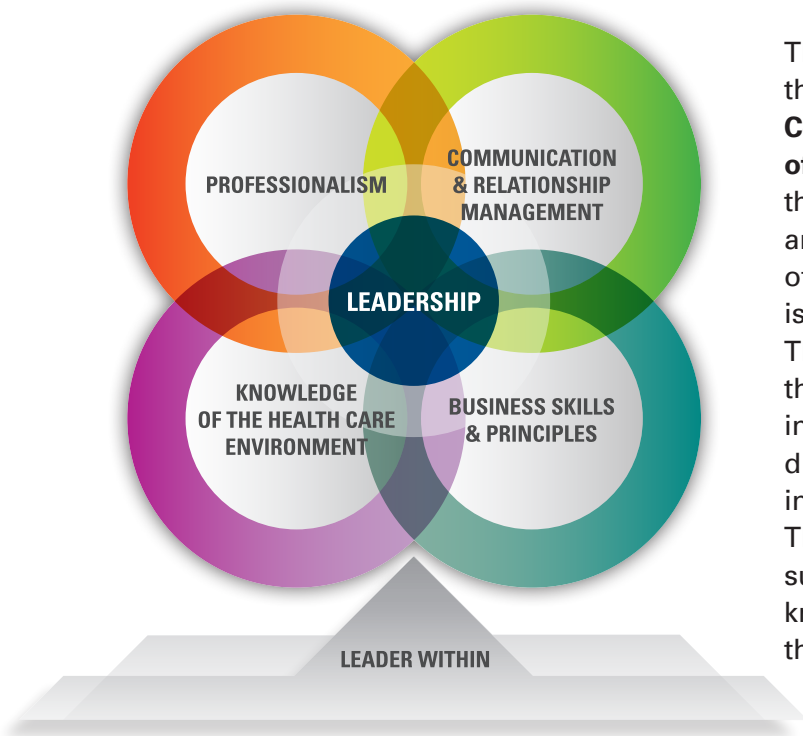 PROFESSIONALISM
COMMUNICATION
& RELATIONSHIP
MANAGEMENT
LEADERSHIP
KNOWLEDGE
OF THE HEALTH CARE
ENVIRONMENT
BUSINESS SKILLS
& PRINCIPLES
LEADER WITHIN